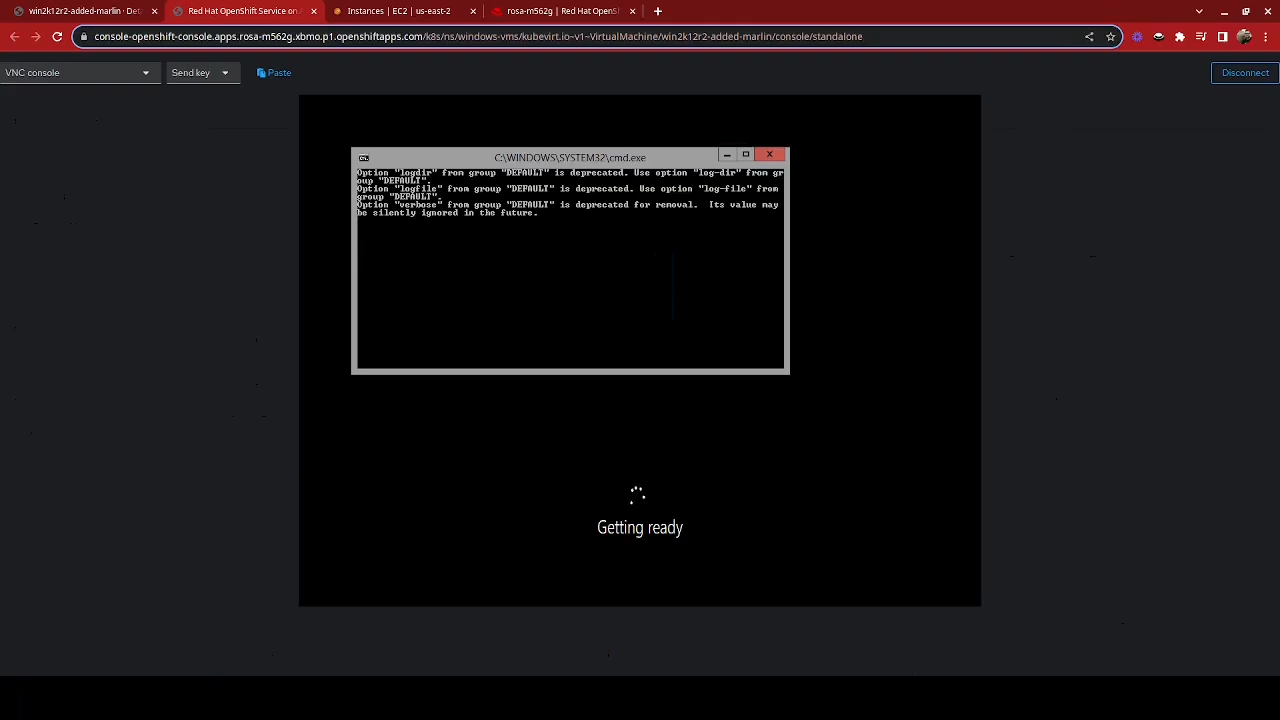 win2k12r2-added-marlin · Det
Red Hat OpenShift Service on A
Instances | EC2 | us-east-2
rosa-m562g | Red Hat OpenSh
console-openshift-console.apps.rosa-m562g.xbmo.p1.openshiftapps.com/k8s/ns/windows-vms/kubevirt.io~v1~VirtualMachine/win2k12r2-added-marlin/console/standalone
VNC console
Send key
Paste
Disconnect
C:\WINDOWS\SYSTEM32\cmd.exe
Option "logdir" from group "DEFAULT" is deprecated. Use option "log-dir" from gr
oup "DEFAULT".
Option "logfile" from group "DEFAULT" is deprecated. Use option "log-file" from
group "DEFAULT".
Option "verbose" from group "DEFAULT" is deprecated for removal.  Its value may
be silently ignored in the future.
Getting ready